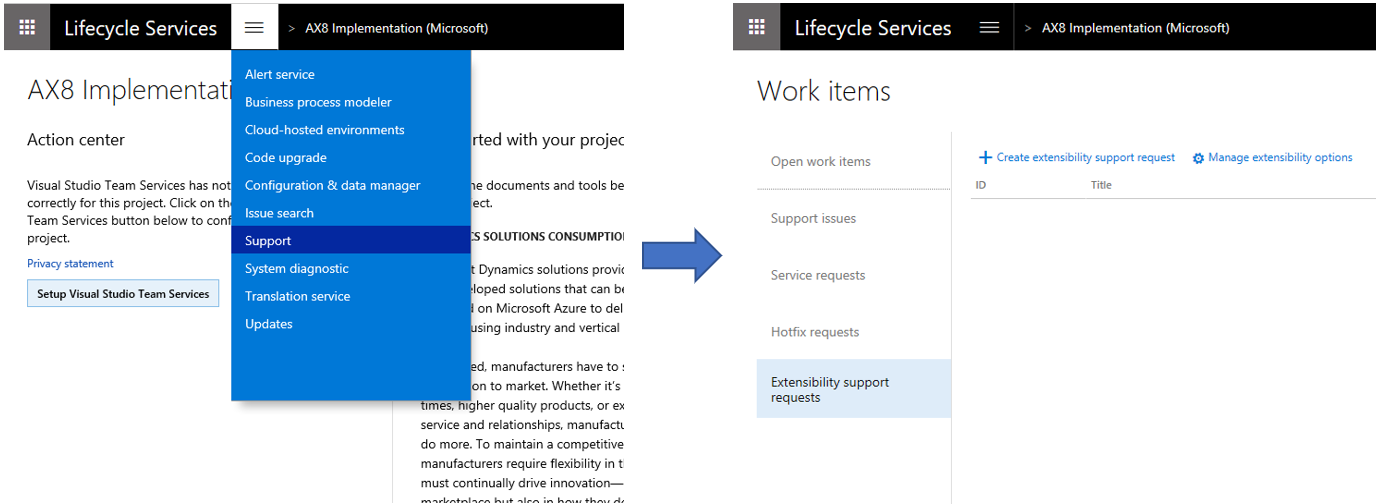 Lifecycle Services
> AX8 Implementation (Microsoft)
AX8 Implementati
Action center
Visual Studio Team Services has not
correctly for this project. Click on the
Team Services button below to conf
project.
Privacy statement
Setup Visual Studio Team Services
Alert service
Business process modeler
Cloud-hosted environments
Code upgrade
Configuration & data manager
Issue search
Support
System diagnostic
Translation service
Updates
rted with your projec
documents and tools be
ect.
CS SOLUTIONS CONSUMPTION
t Dynamics solutions provid
eloped solutions that can be
d on Microsoft Azure to del
using industry and vertical
ed, manufacturers have to s
on to market. Whether it's
times, higher quality products, or ex
service and relationships, manufactu
do more. To maintain a competitive
manufacturers require flexibility in t
must continually drive innovation—
marketplace but also in how they de
Lifecycle Services
> AX8 Implementation (Microsoft)
Work items
Open work items
Support issues
Service requests
Hotfix requests
Extensibility support
requests
Create extensibility support request
Manage extensibility options
ID
Title